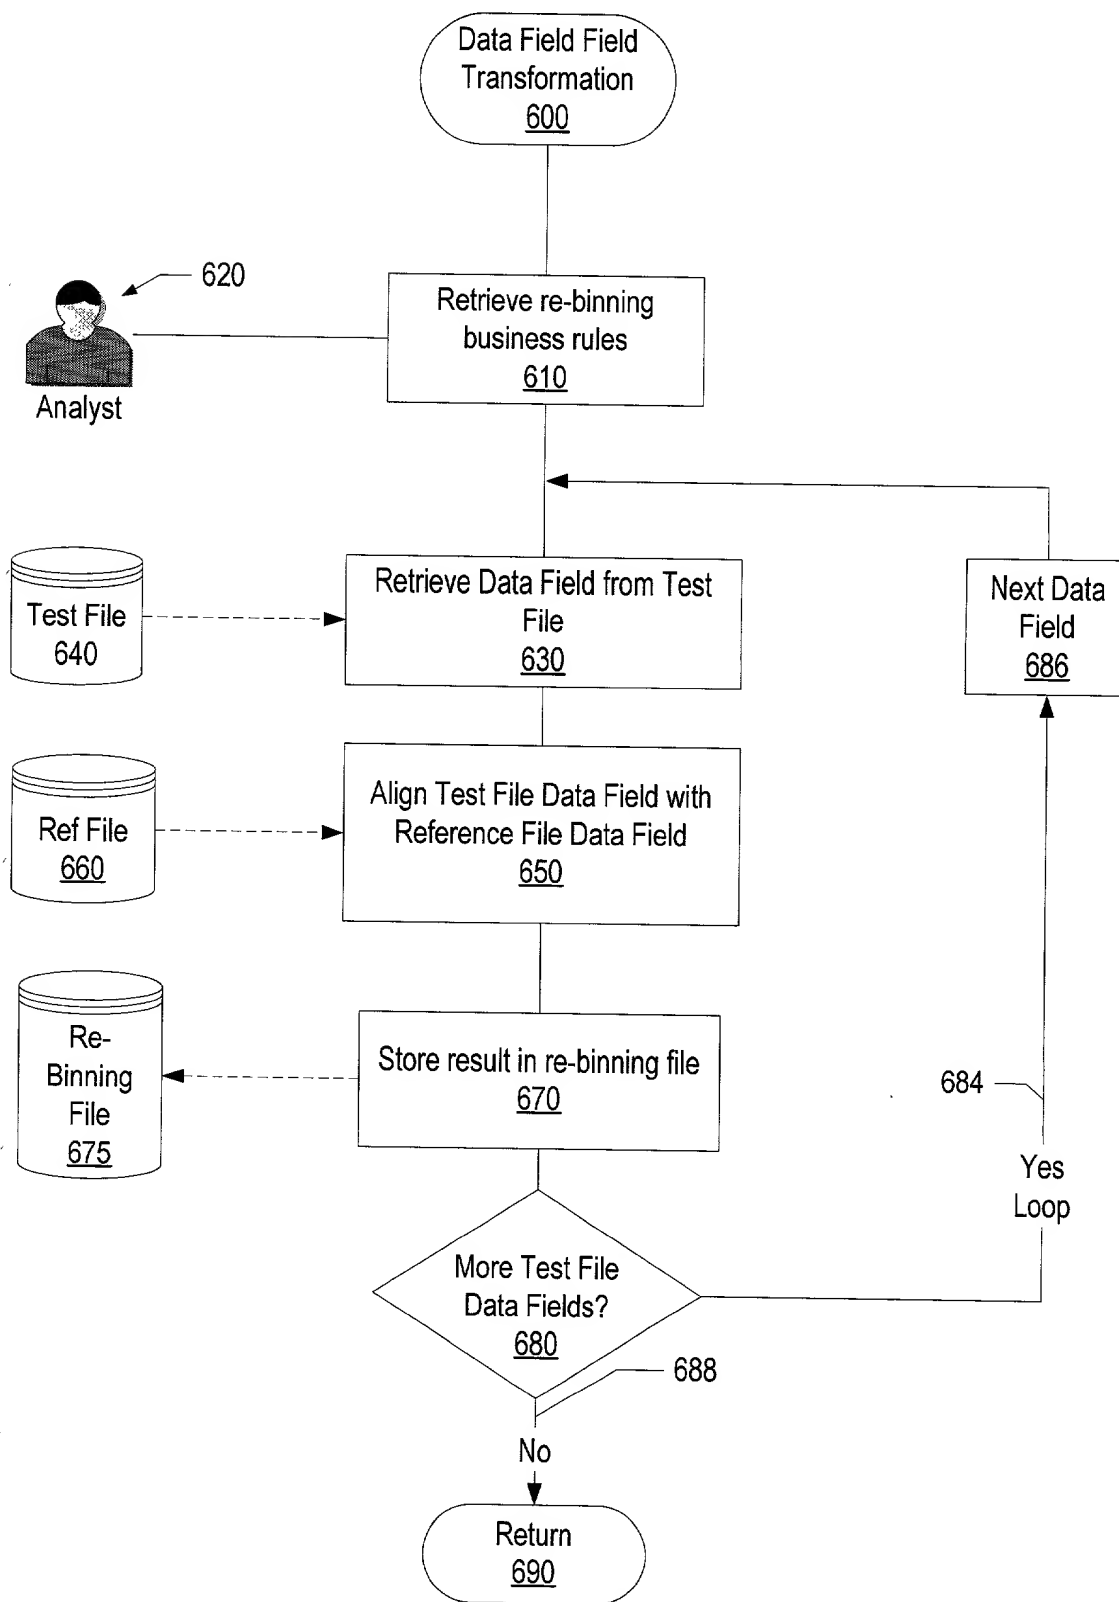 Data Field Field
Transformation
600
620
Retrieve re-binning
business rules
610
Analyst
Test File
640
Retrieve Data Field from Test
File
630
Next Data
Field
686
Ref File
660
Align Test File Data Field with
Reference File Data Field
650
Re-
Binning
File
675
Store result in re-binning file
670
684
Yes
Loop
More Test File
Data Fields?
680
688
No
Return
690